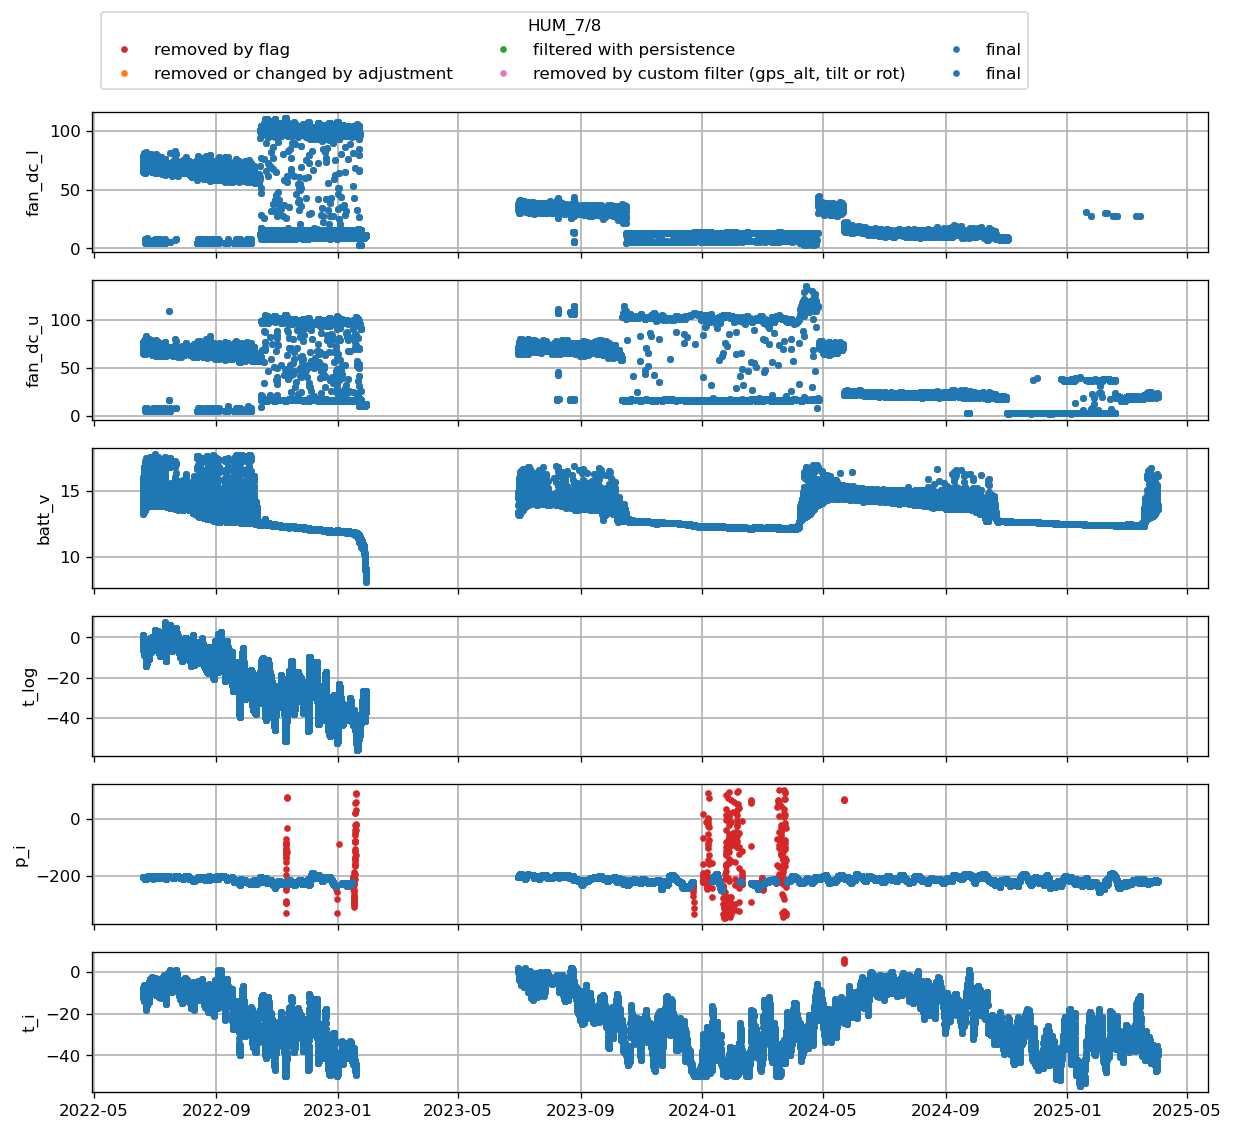 HUM_7/8
removed by flag
filtered with persistence
final
removed or changed by adjustment
removed by custom filter (gps_alt, tilt or rot)
final
fan_dc_l
100
50
0
fan_dc_u
100
50
0
batt_v
15
10
t_log
0
−20
−40
p_i
0
−200
t_i
0
−20
−40
2022-05 2022-09 2023-01 2023-05 2023-09 2024-01 2024-05 2024-09 2025-01 2025-05